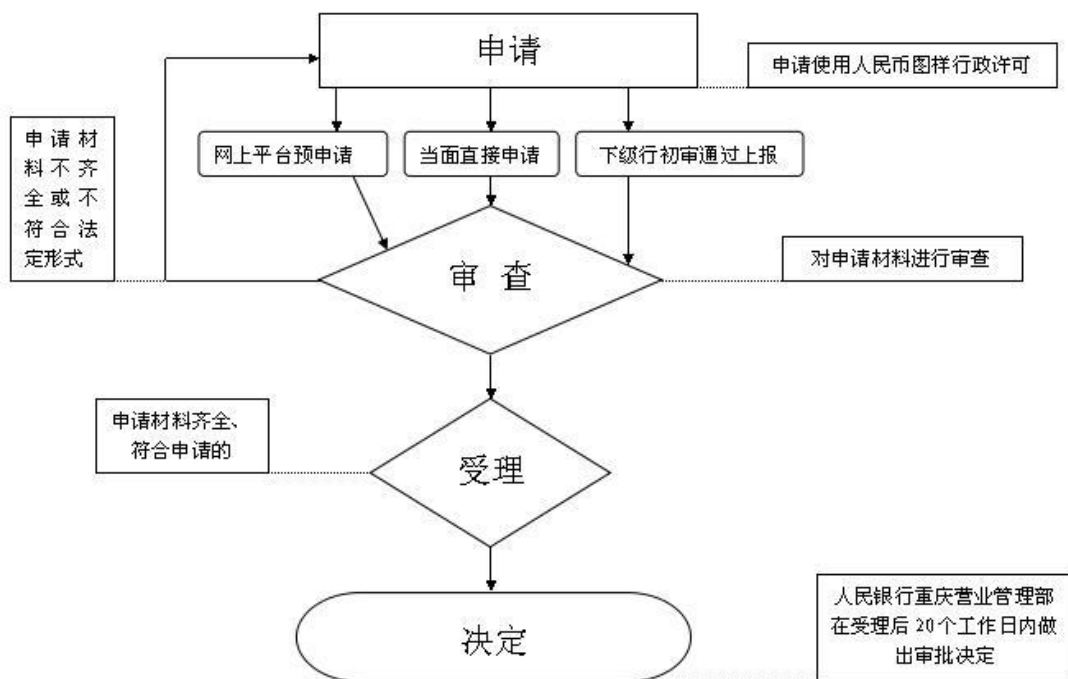 申请
申请使用人民币图样行政许可
申请材
料不齐
全或不
符合法
定形式
网上平台预申请
当面直接申请
下级行初审通过上报
审 查
对申请材料进行审查
申请材料齐全、
符合申请的
受理
决定
人民银行重庆营业管理部
在受理后20个工作日内做
出审批决定